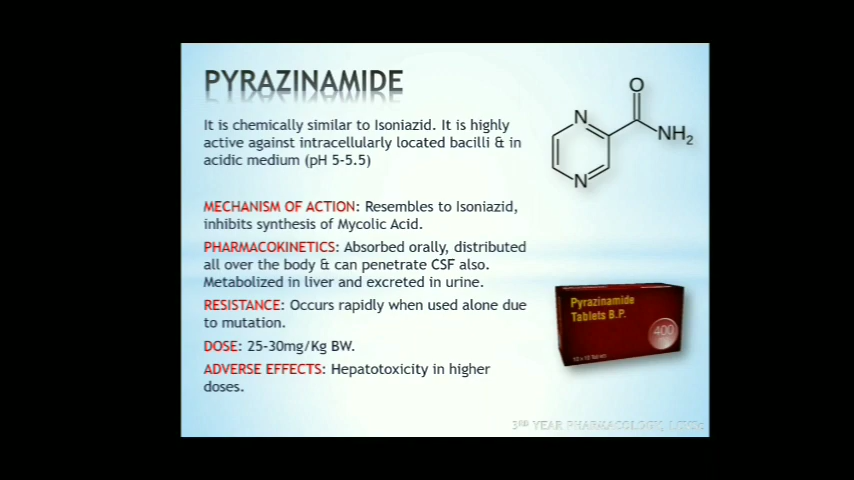 PYRAZINAMIDE
It is chemically similar to Isoniazid. It is highly
active against intracellularly located bacilli & in
acidic medium (pH 5-5.5)
MECHANISM OF ACTION: Resembles to Isoniazid,
inhibits synthesis of Mycolic Acid.
PHARMACOKINETICS: Absorbed orally, distributed
all over the body & can penetrate CSF also.
Metabolized in liver and excreted in urine.
RESISTANCE: Occurs rapidly when used alone due
to mutation.
DOSE: 25-30mg/Kg BW.
ADVERSE EFFECTS: Hepatotoxicity in higher
doses.
O
N
NH2
N
Pyrazinamide
Tablets B.P.
400
3RD YEAR PHARMACOLOGY,